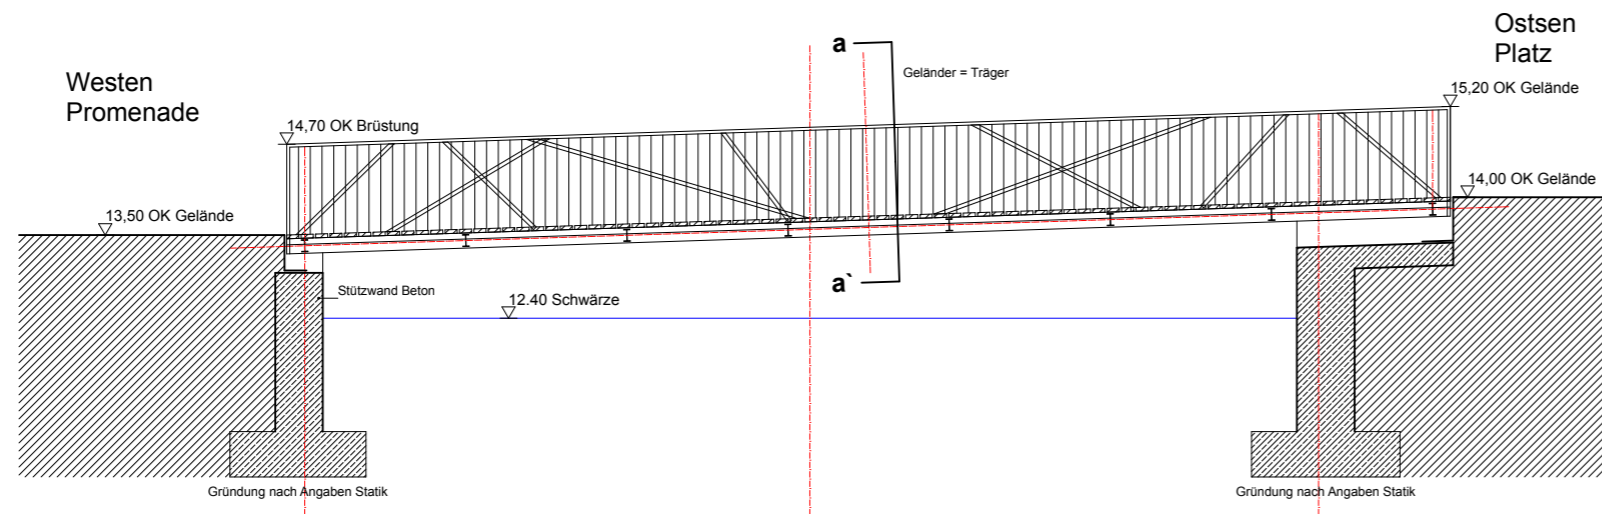 Westen
Promenade
Ostsen
Platz
a
Geländer = Träger
15,20 OK Gelände
14,70 OK Brüstung
14,00 OK Gelände
13,50 OK Gelände
a`
Stützwand Beton
12.40 Schwärze
Gründung nach Angaben Statik
Gründung nach Angaben Statik